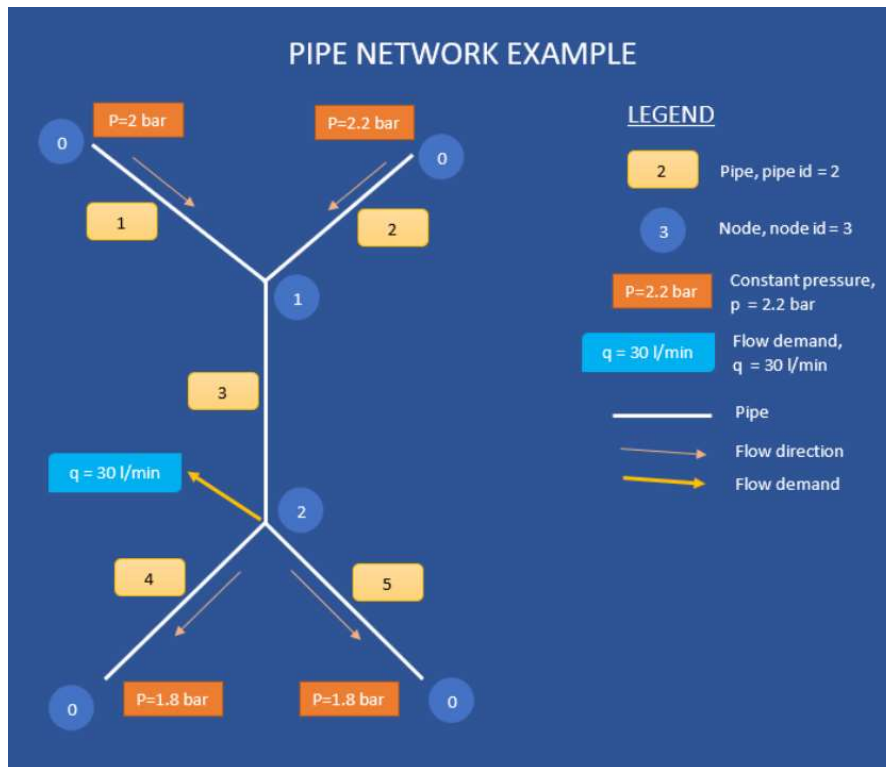 PIPE NETWORK EXAMPLE
P=2 bar
P=2.2 bar
0
0
1
2
1
3
q = 30 l/min
2
4
5
0
P=1.8 bar
P=1.8 bar
0
LEGEND
2
Pipe, pipe id = 2
3
Node, node id = 3
P=2.2 bar
Constant pressure,
p = 2.2 bar
q = 30 l/min
Flow demand,
q = 30 l/min
Pipe
Flow direction
Flow demand